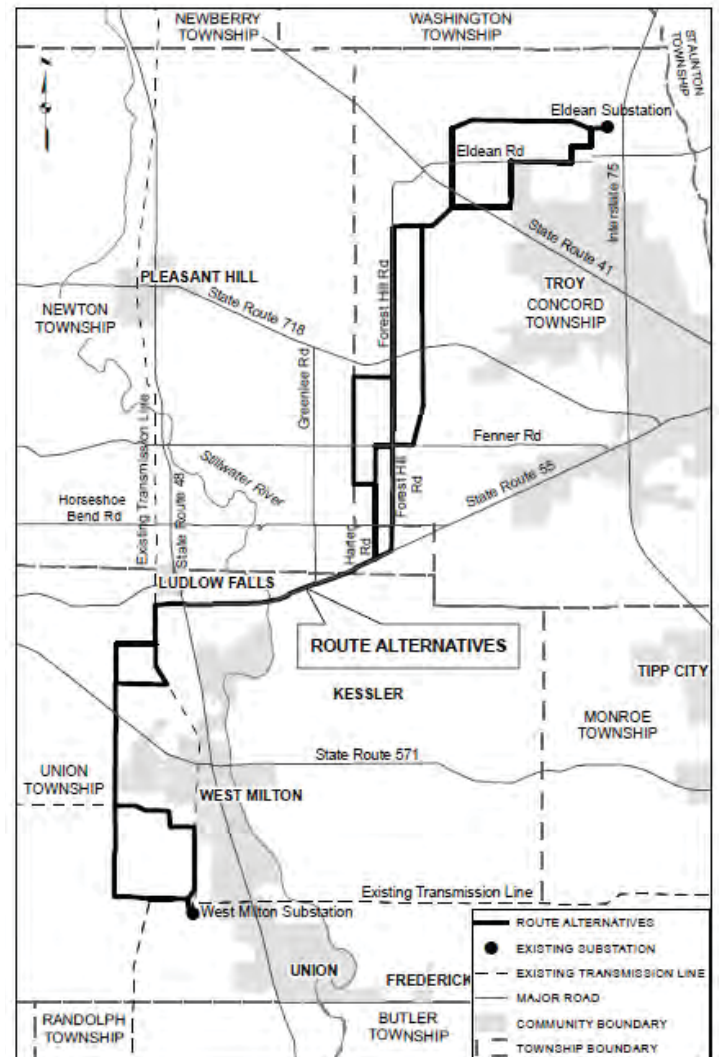 NEWBERRY
TOWNSHIP
WASHINGTON
TOWNSHIP
STAUNTON
TOWNSHIP
Eldean Substation
Eldean Rd
Interstate 75
State Route 41
PLEASANT HILL
TROY
CONCORD
TOWNSHIP
NEWTON
TOWNSHIP
State Route 718
Forest Hill Rd
Greenlee Rd
Existing Transmission Line
State Route 48
Stillwater River
Fenner Rd
Forest Hill
Rd
State Route 55
Horseshoe
Bend Rd
Rd
LUDLOW FALLS
ROUTE ALTERNATIVES
KESSLER
TIPP CITY
MONROE
TOWNSHIP
State Route 571
UNION
TOWNSHIP
WEST MILTON
Existing Transmission Line
West Milton Substation
UNION
FREDERICK
RANDOLPH
TOWNSHIP
BUTLER
TOWNSHIP
ROUTE ALTERNATIVES
EXISTING SUBSTATION
EXISTING TRANSMISSION LINE
MAJOR ROAD
COMMUNITY BOUNDARY
TOWNSHIP BOUNDARY